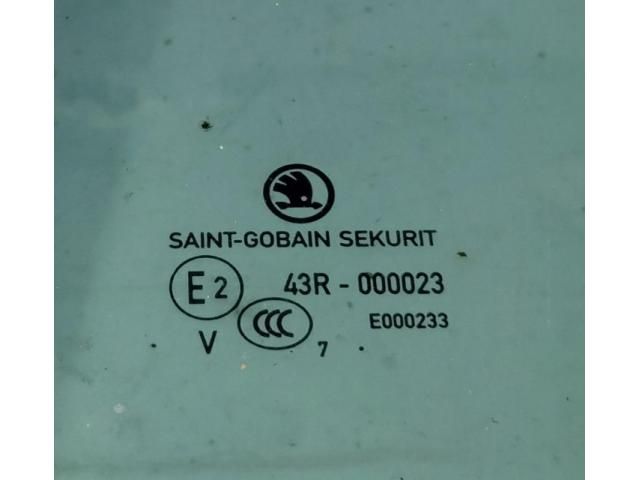 SAINT-GOBAIN SEKURIT
E2 43R - 000023
CCC E000233
V 7